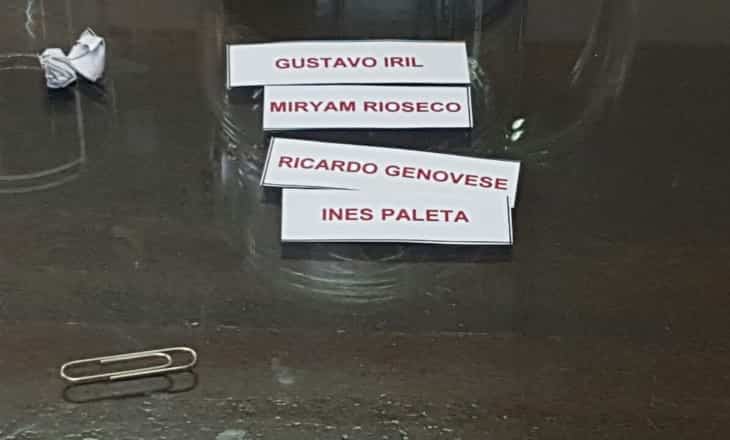 GUSTAVO IRIL
MIRYAM RIOSECO
RICARDO GENOVESE
INES PALETA